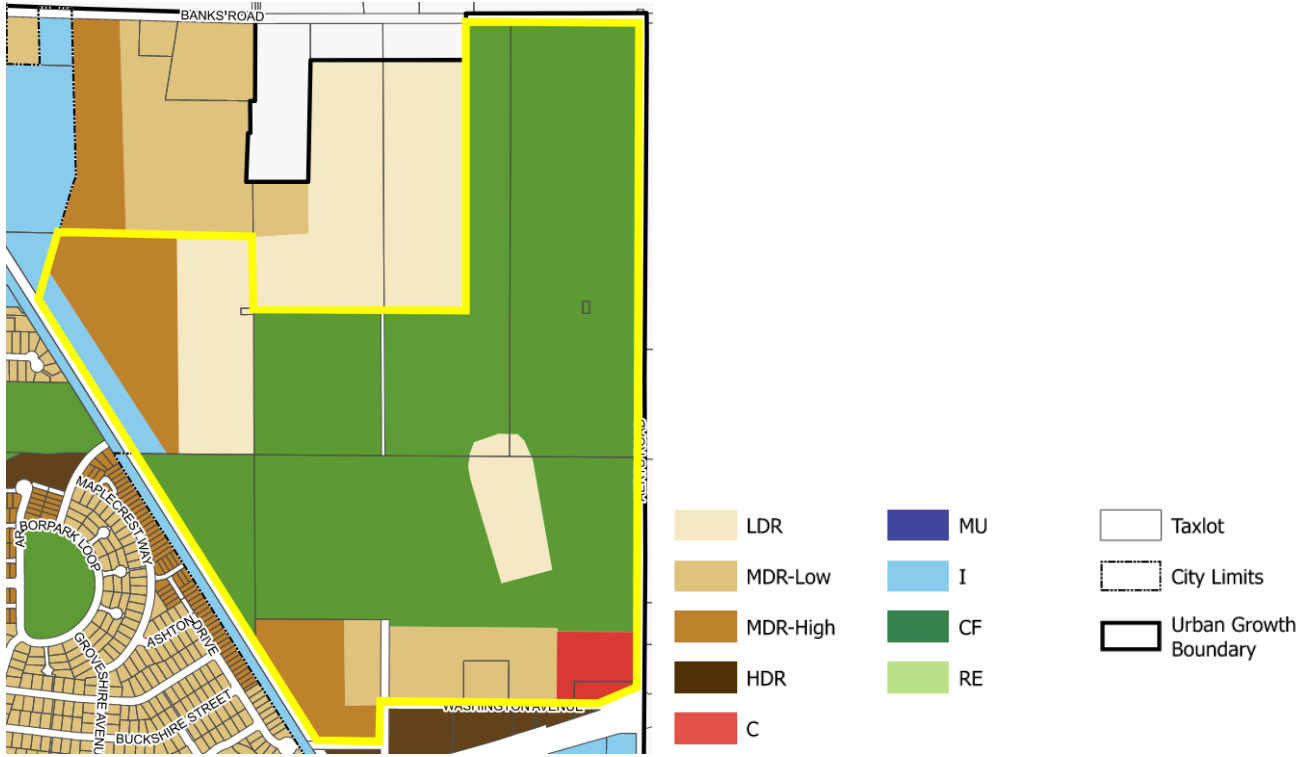 BANKS ROAD
MAPLECREST WAY
ARBORPARK LOOP
ASHTON DRIVE
GROVESHIRE AVENUE
BUCKSHIRE STREET
WASHINGTON AVENUE
LDR
MDR-Low
MDR-High
HDR
C
MU
I
CF
RE
Taxlot
City Limits
Urban Growth
Boundary